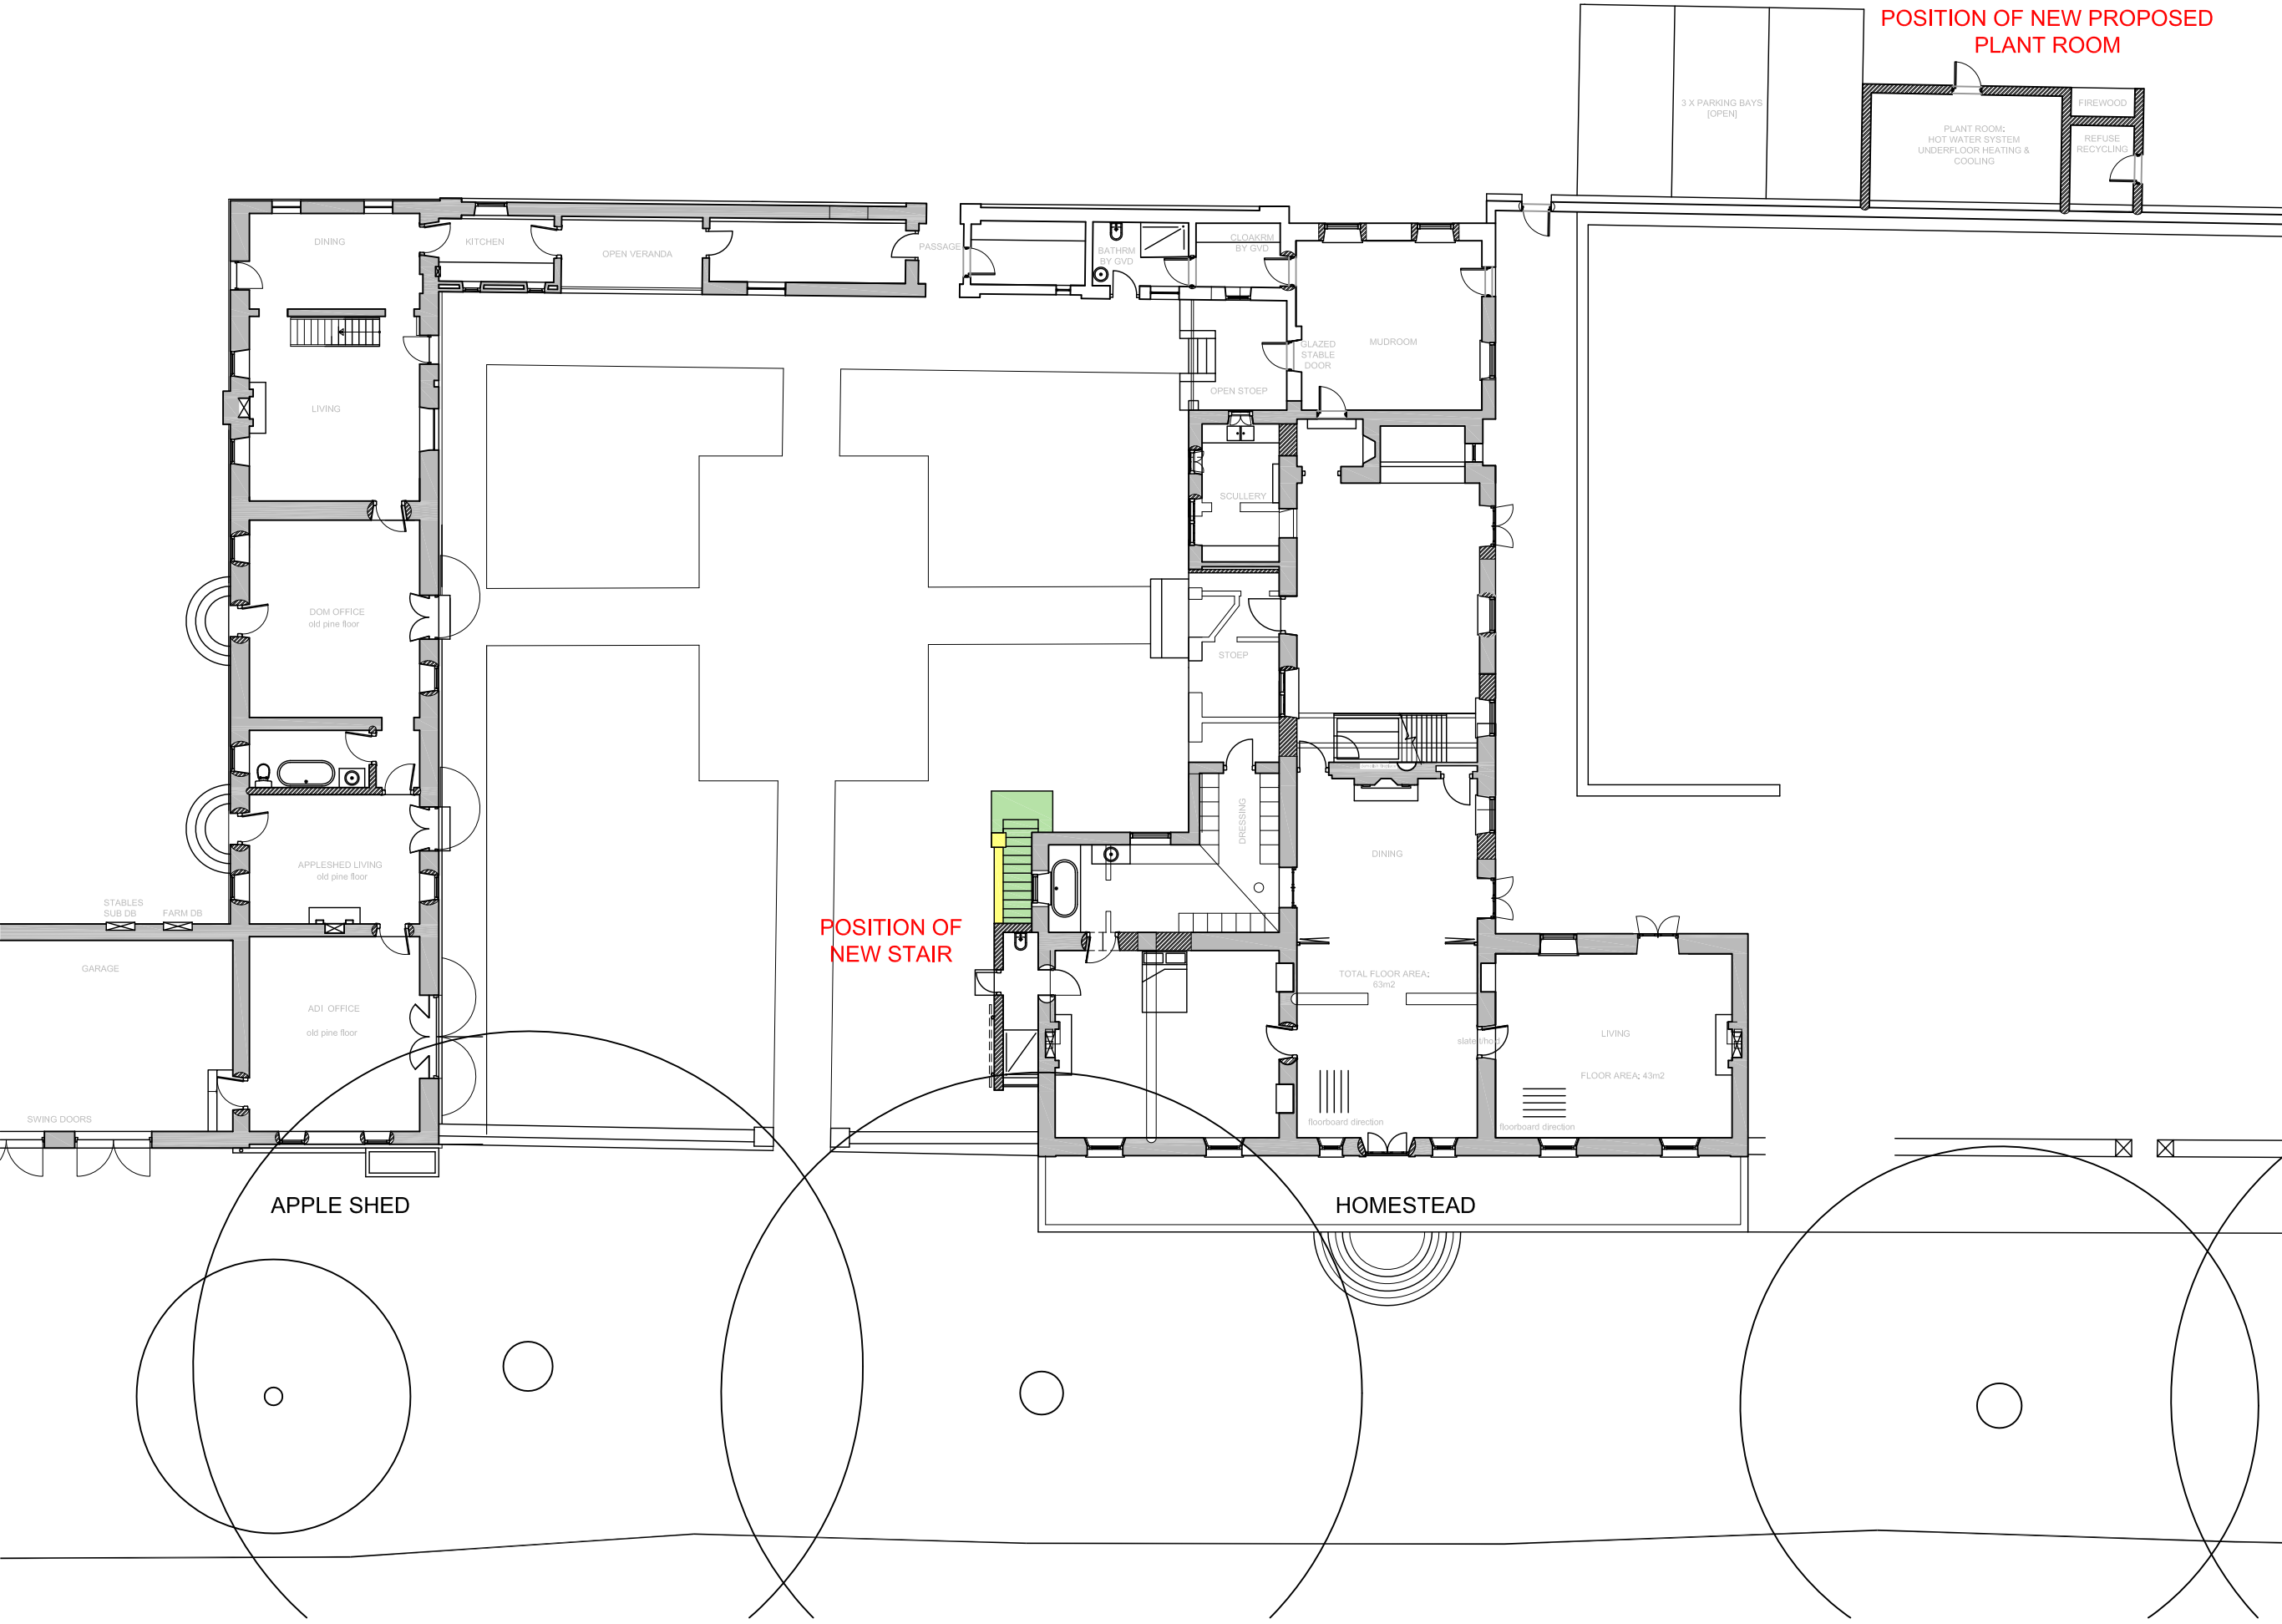 POSITION OF NEW PROPOSED
PLANT ROOM
3 X PARKING BAYS
[OPEN]
FIREWOOD
PLANT ROOM;
HOT WATER SYSTEM
UNDERFLOOR HEATING &
COOLING
REFUSE
RECYCLING
DINING
KITCHEN
OPEN VERANDA
PASSAGE
BATHRM
BY GVD
CLOAKRM
BY GVD
GLAZED
STABLE
DOOR
MUDROOM
OPEN STOEP
LIVING
SCULLERY
DOM OFFICE
old pine floor
STOEP
DRESSING
DINING
APPLESHED LIVING
old pine floor
STABLES
SUB DB
FARM DB
POSITION OF
NEW STAIR
GARAGE
TOTAL FLOOR AREA;
63m2
ADI OFFICE
old pine floor
LIVING
FLOOR AREA; 43m2
SWING DOORS
floorboard direction
floorboard direction
APPLE SHED
HOMESTEAD